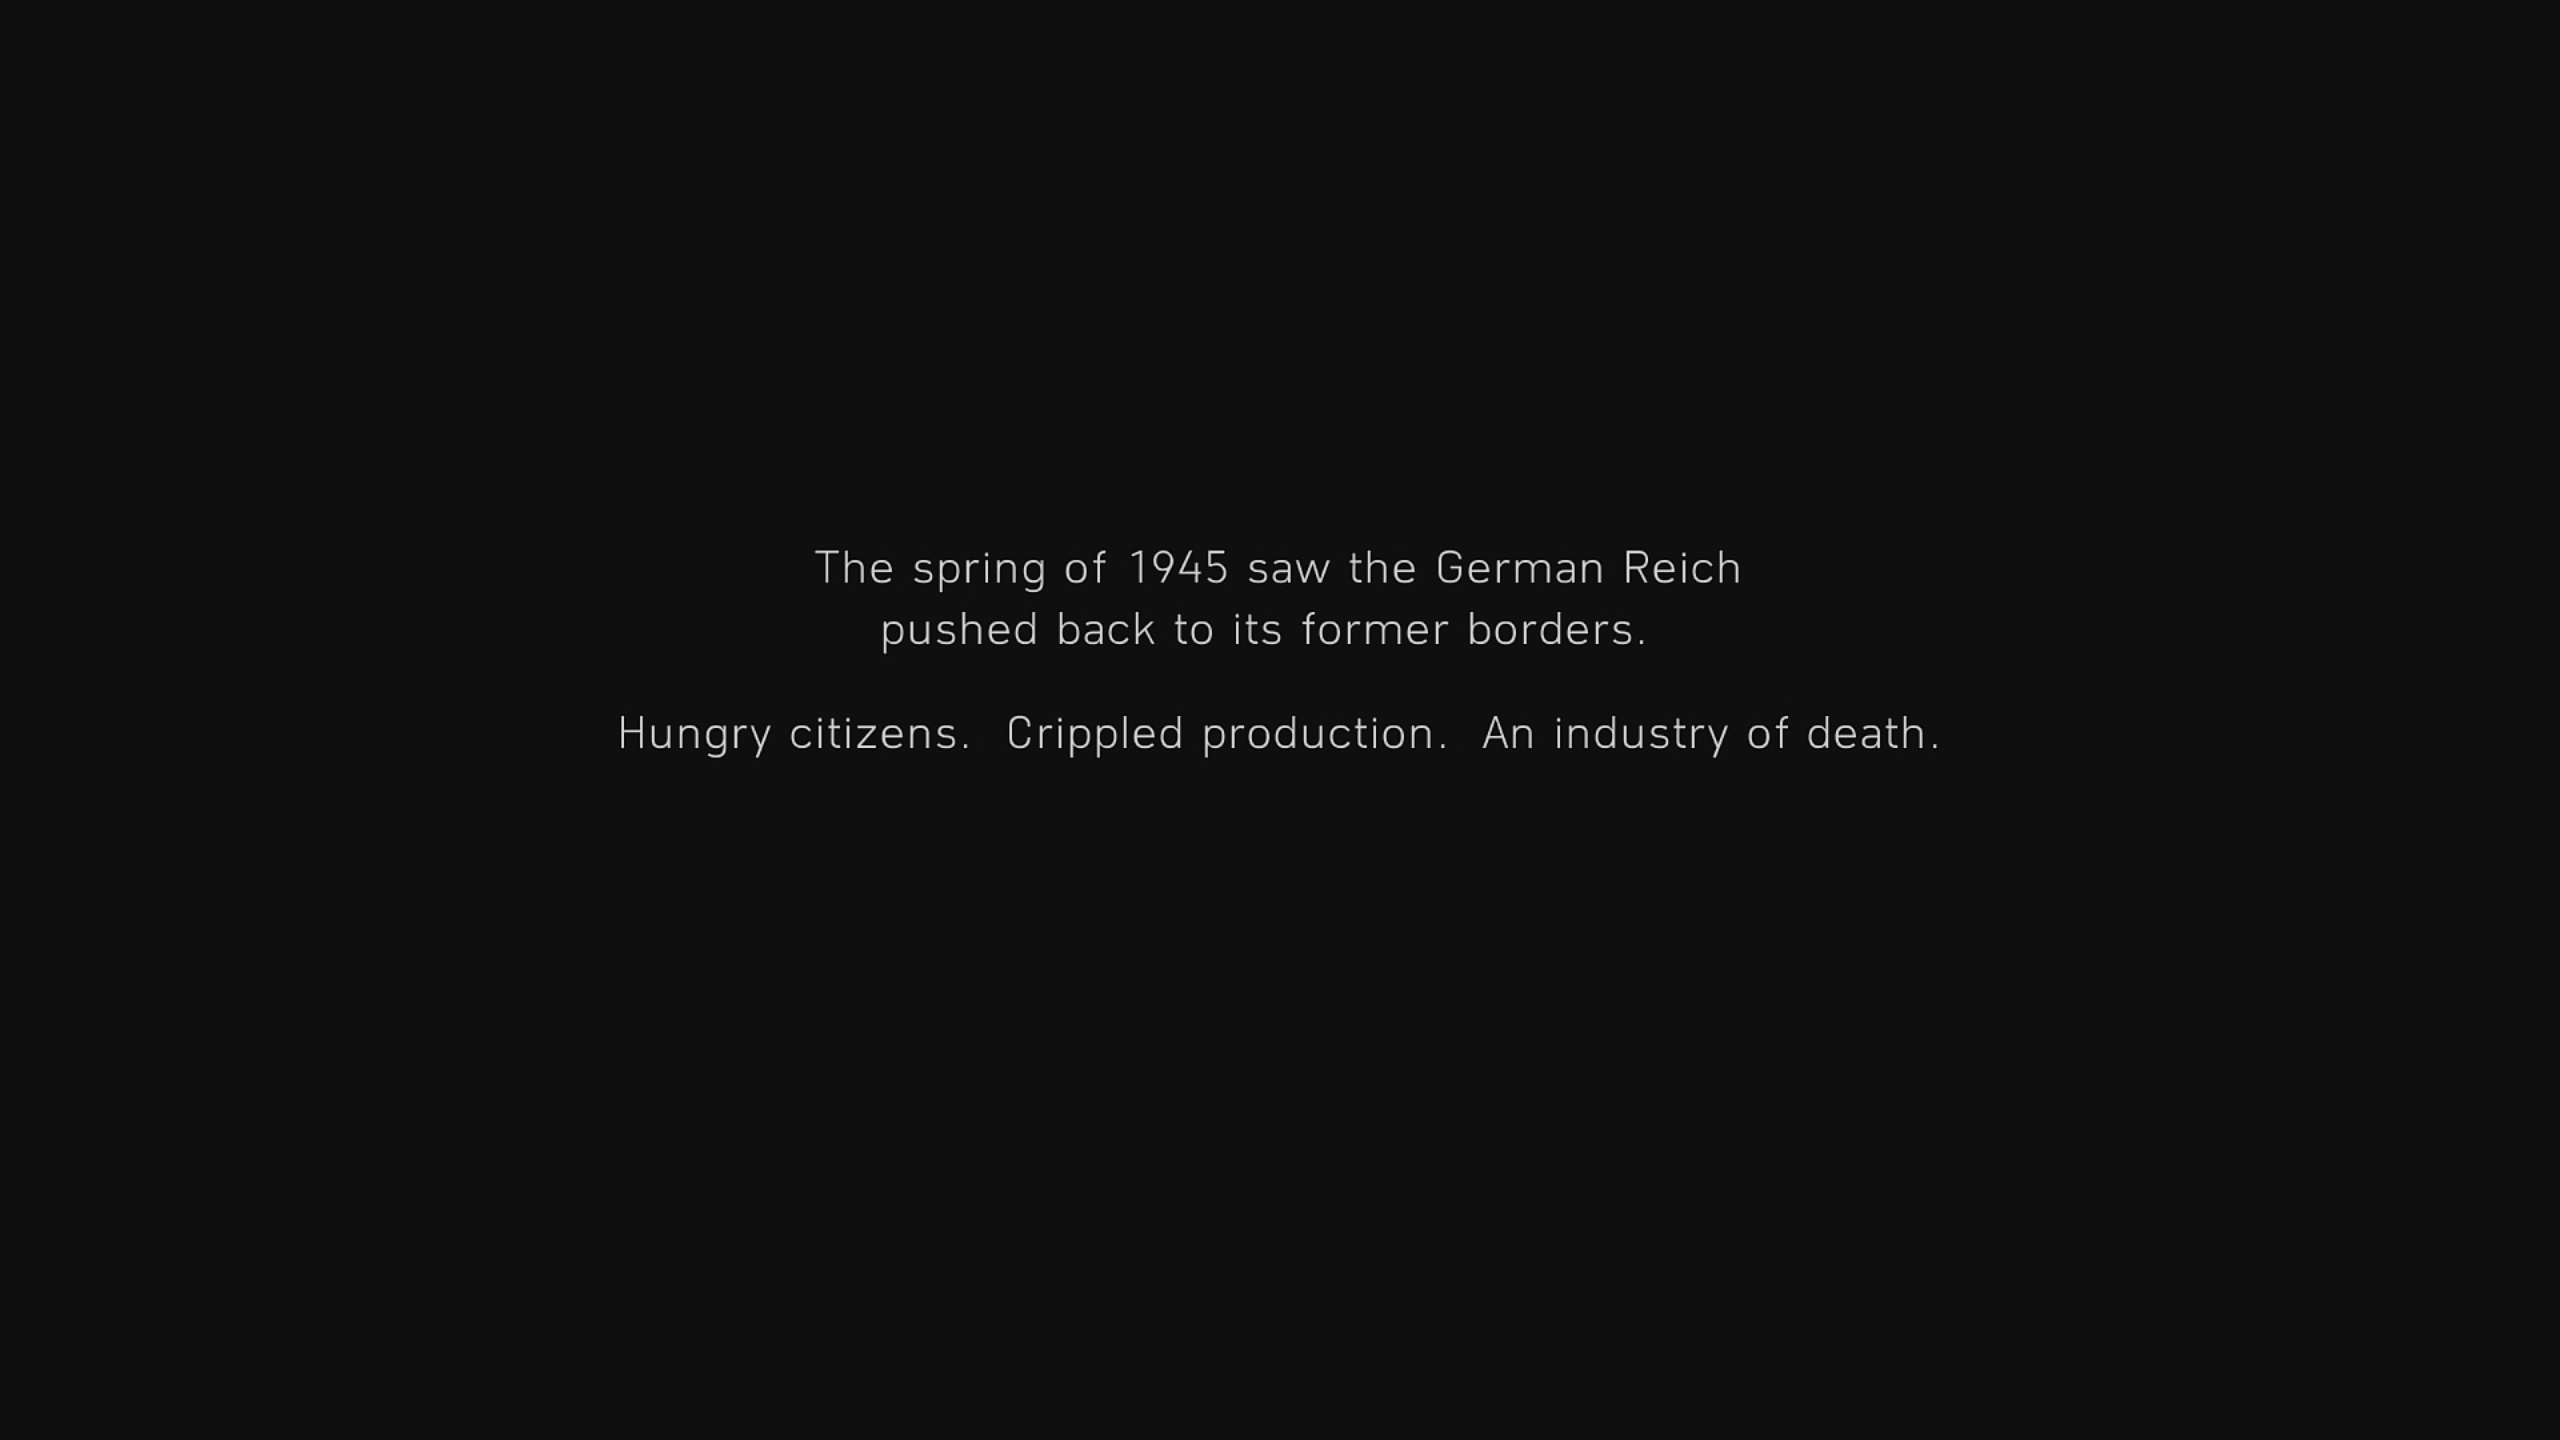 The spring of 1945 saw the German Reich
pushed back to its former borders.
Hungry citizens.  Crippled production.  An industry of death.